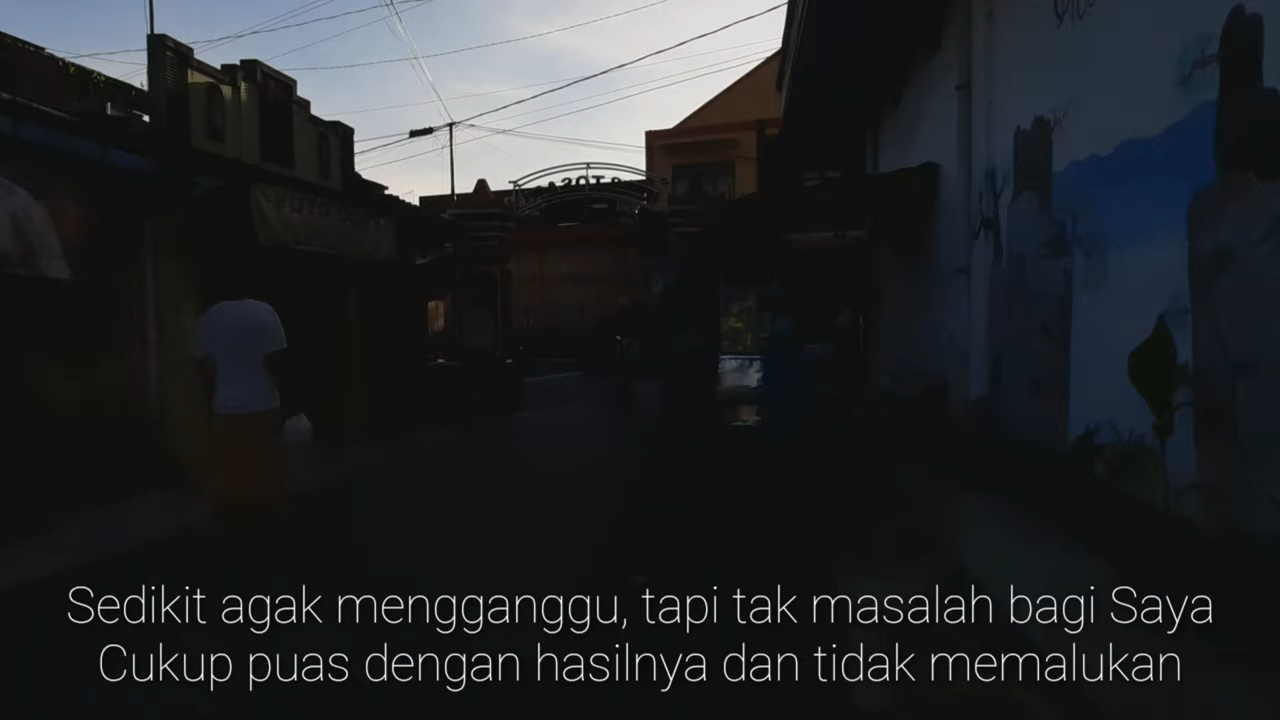 Sedikit agak mengganggu, tapi tak masalah bagi Saya
Cukup puas dengan hasilnya dan tidak memalukan